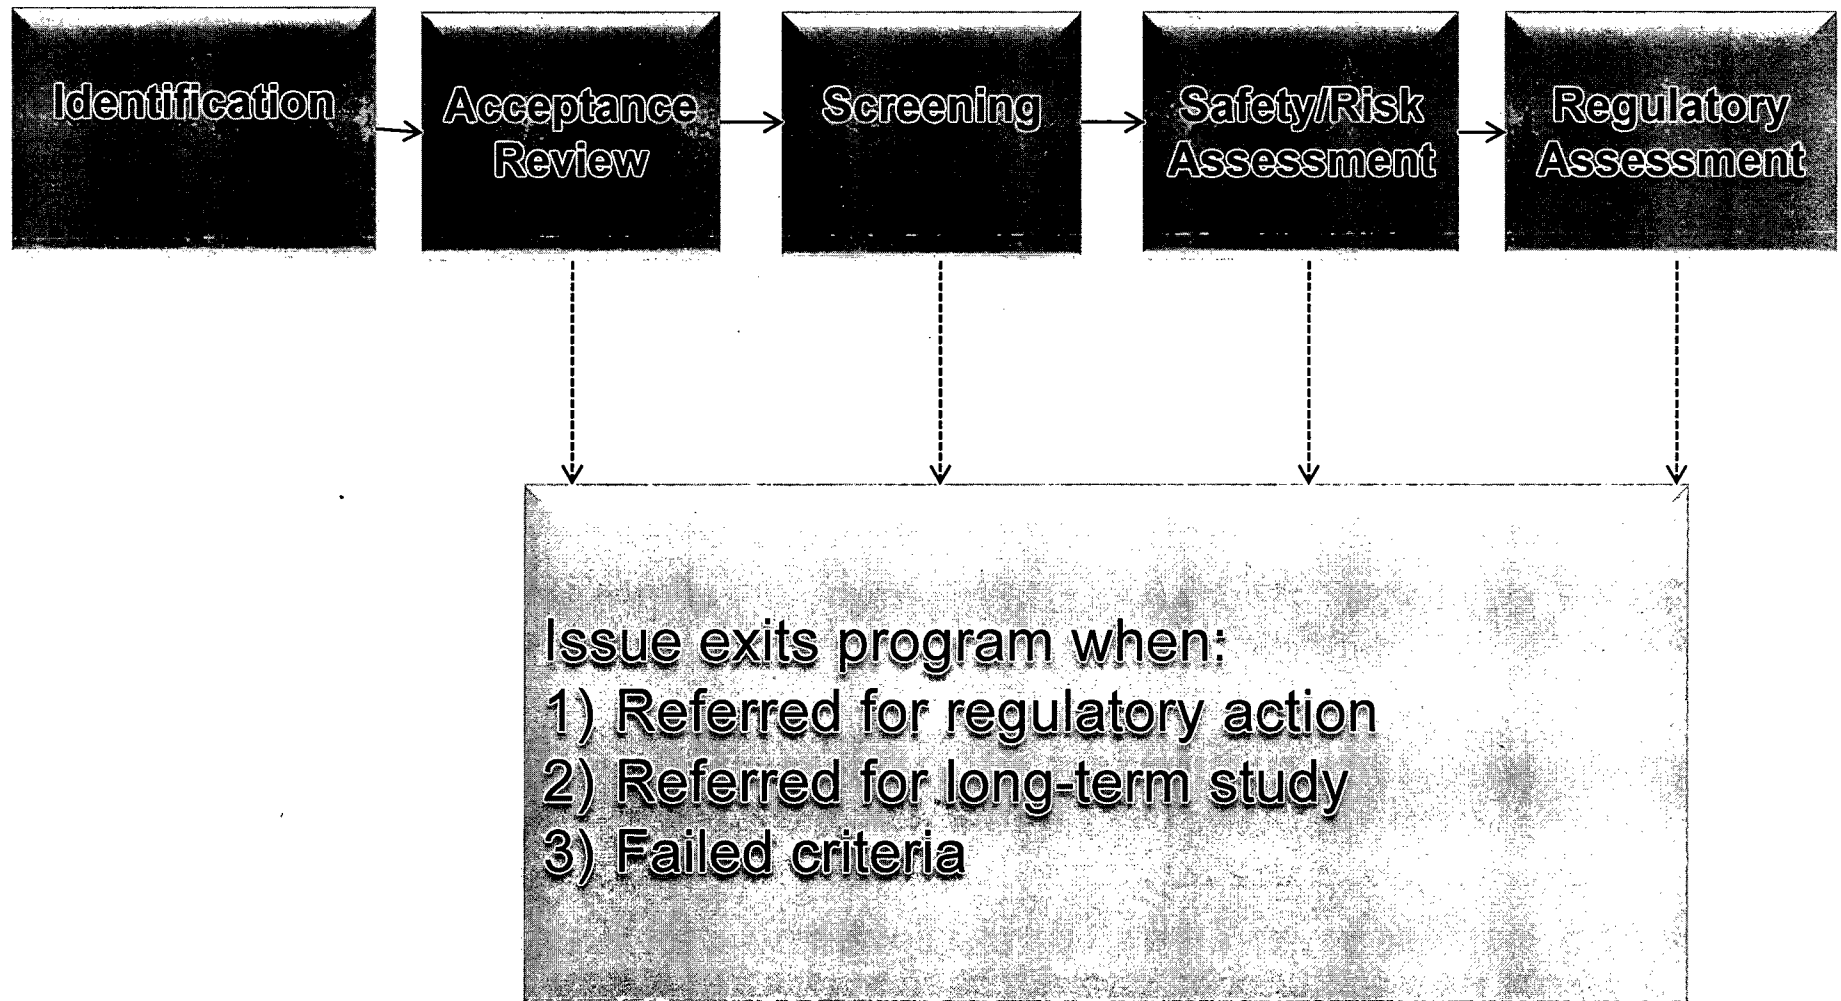 Identification
Acceptance
Review
Screening
Safety/Risk
Assessment
Regulatory
Assessment
Issue exits program when:
1) Referred for regulatory action
2) Referred for long-term study
3) Failed criteria